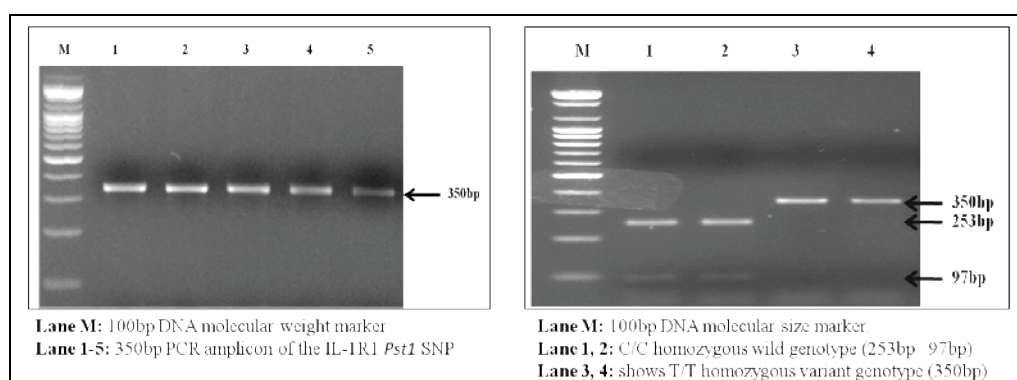 M 1 2 3 4 5
350bp
Lane M: 100bp DNA molecular weight marker
Lane 1-5: 350bp PCR amplicon of the IL-1R1 Pst1 SNP
M 1 2 3 4
350bp
253bp
97bp
Lane M: 100bp DNA molecular size marker
Lane 1, 2: C/C homozygous wild genotype (253bp 97bp)
Lane 3, 4: shows T/T homozygous variant genotype (350bp)